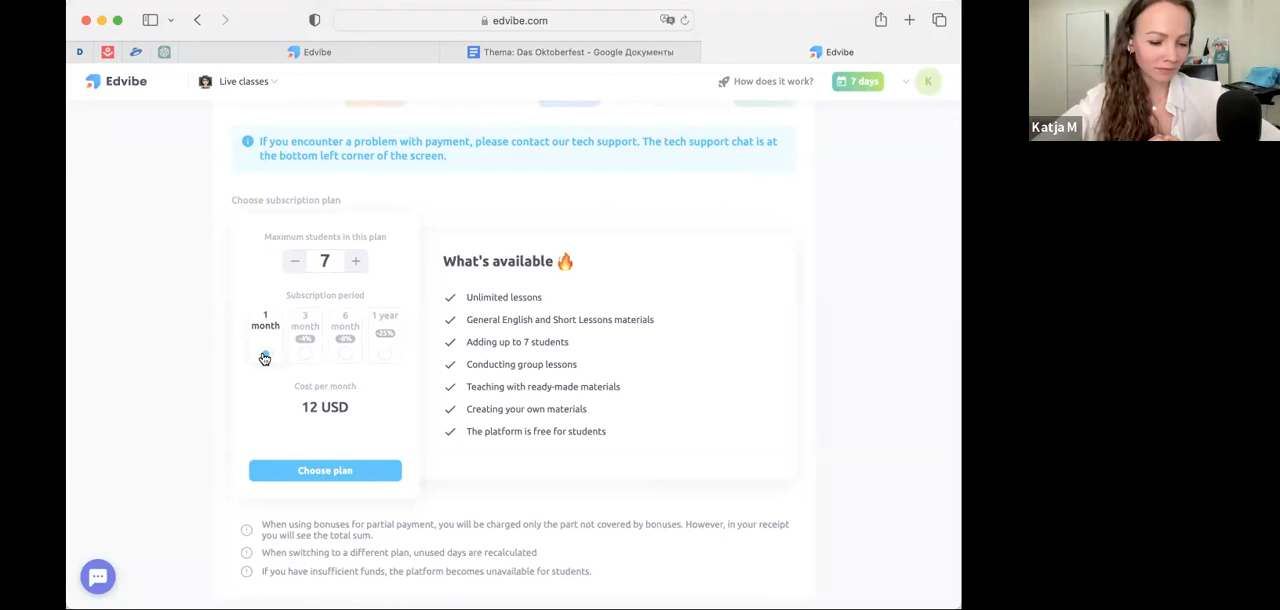 edvibe.com
D
Edvibe
Thema: Das Oktoberfest - Google Документы
Edvibe
Edvibe
Live classes
How does it work?
7 days
K
If you encounter a problem with payment, please contact our tech support. The tech support chat is at
the bottom left corner of the screen.
Choose subscription plan
Maximum students in this plan
− 7 +
Subscription period
1 month
3 month
-4%
6 month
-8%
1 year
-25%
Cost per month
12 USD
Choose plan
What's available
Unlimited lessons
General English and Short Lessons materials
Adding up to 7 students
Conducting group lessons
Teaching with ready-made materials
Creating your own materials
The platform is free for students
When using bonuses for partial payment, you will be charged only the part not covered by bonuses. However, in your receipt
you will see the total sum.
When switching to a different plan, unused days are recalculated
If you have insufficient funds, the platform becomes unavailable for students.
Katja M